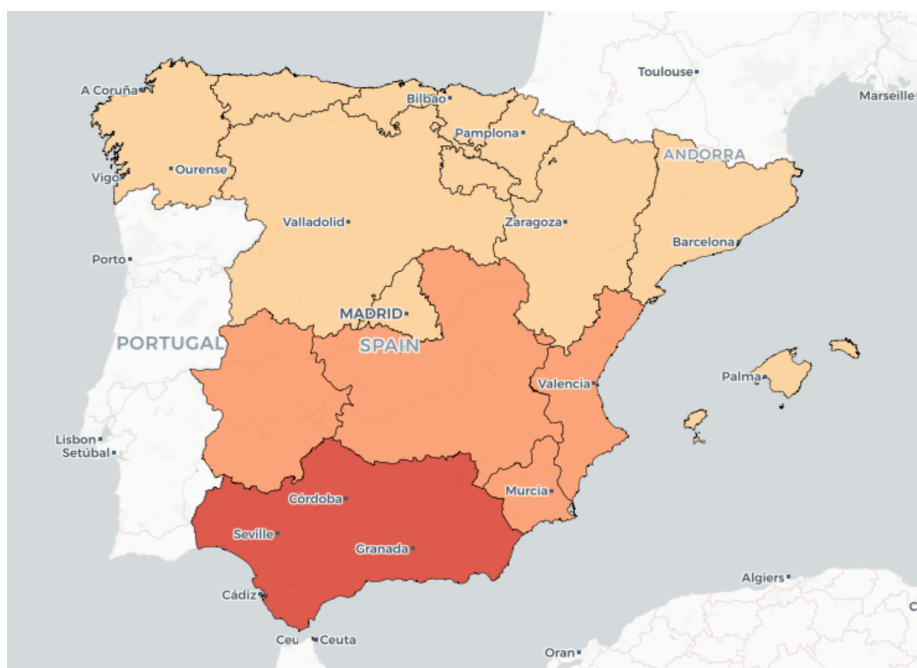 Toulouse
A Coruña
Bilbao
Marseille
Pamplona
ANDORRA
Ourense
Vigo
Valladolid
Zaragoza
Barcelona
Porto
MADRID
PORTUGAL
SPAIN
Palma
Valencia
Lisbon
Setúbal
Murcia
Córdoba
Seville
Granada
Algiers
Cádiz
Ceu
Ceuta
Oran